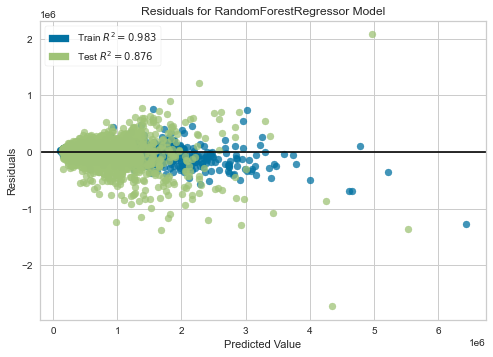 Residuals for RandomForestRegressor Model
1e6
Train R² = 0.983
Test R² = 0.876
2
1
0
−1
−2
Residuals
0 1 2 3 4 5 6
1e6
Predicted Value